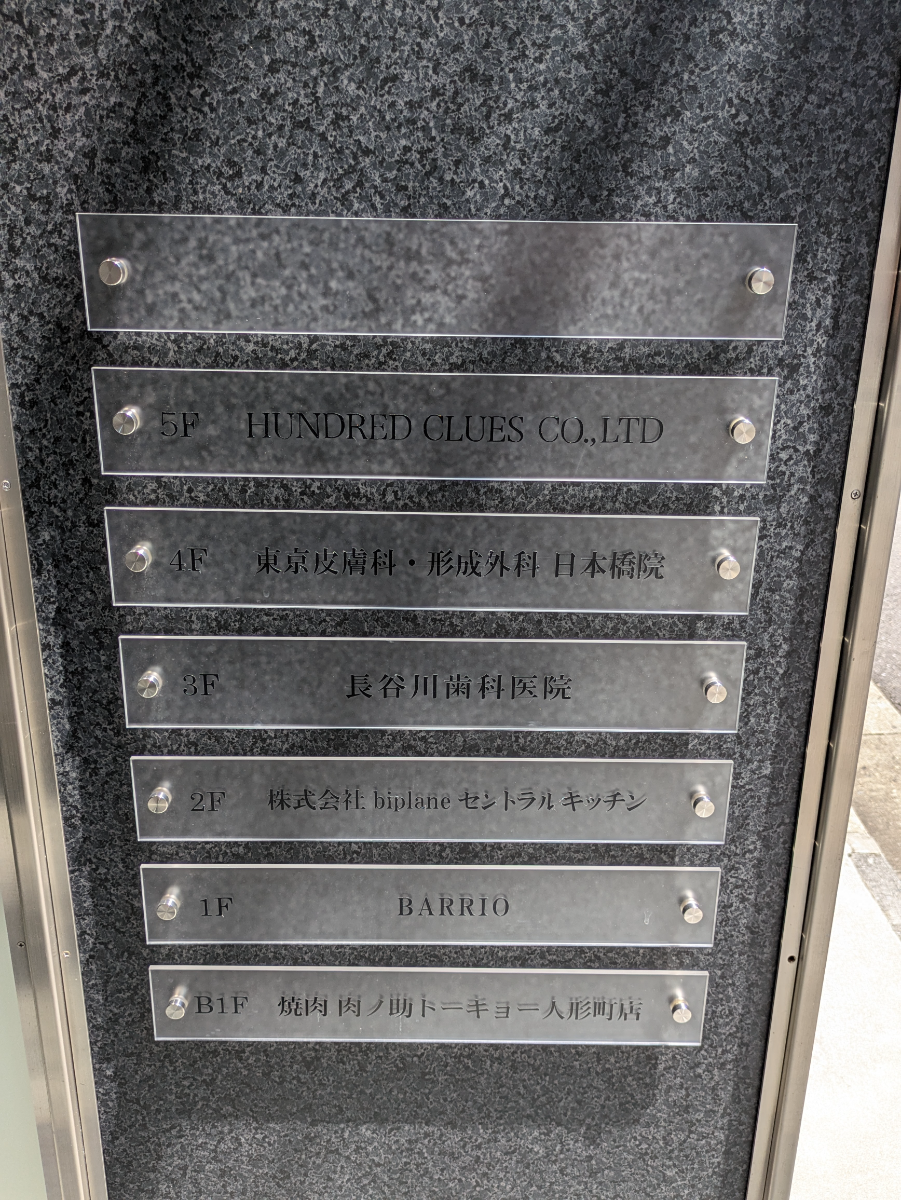 5F HUNDRED CLUES CO.,LTD
4F 東京皮膚科・形成外科 日本橋院
3F 長谷川歯科医院
2F 株式会社 biplane セントラルキッチン
1F BARRIO
B1F 焼肉 肉ノ助トーキョー人形町店